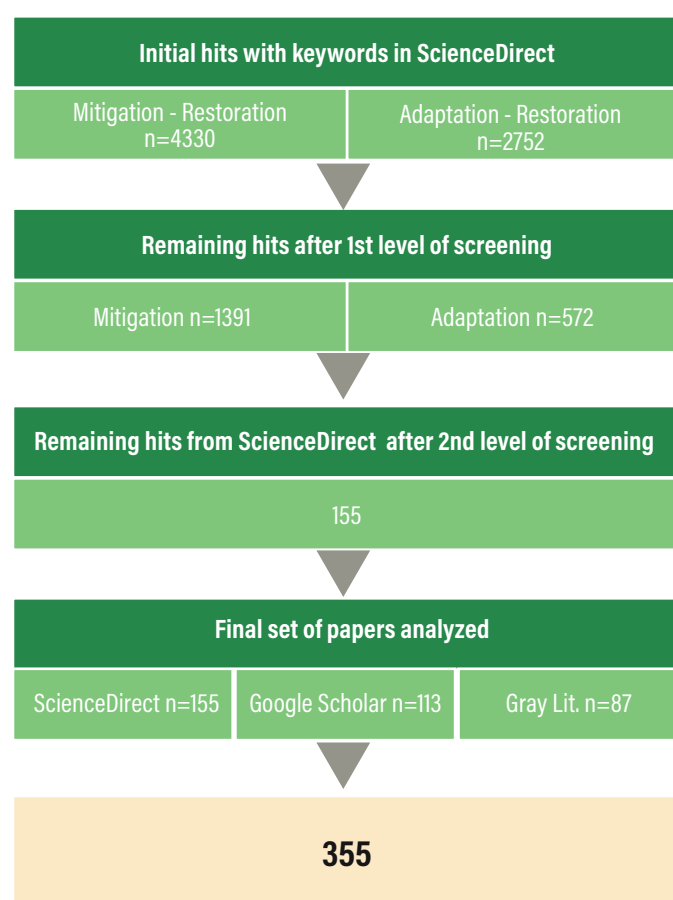 Initial hits with keywords in ScienceDirect
Mitigation - Restoration
n=4330
Adaptation - Restoration
n=2752
Remaining hits after 1st level of screening
Mitigation n=1391
Adaptation n=572
Remaining hits from ScienceDirect after 2nd level of screening
155
Final set of papers analyzed
ScienceDirect n=155
Google Scholar n=113
Gray Lit. n=87
355